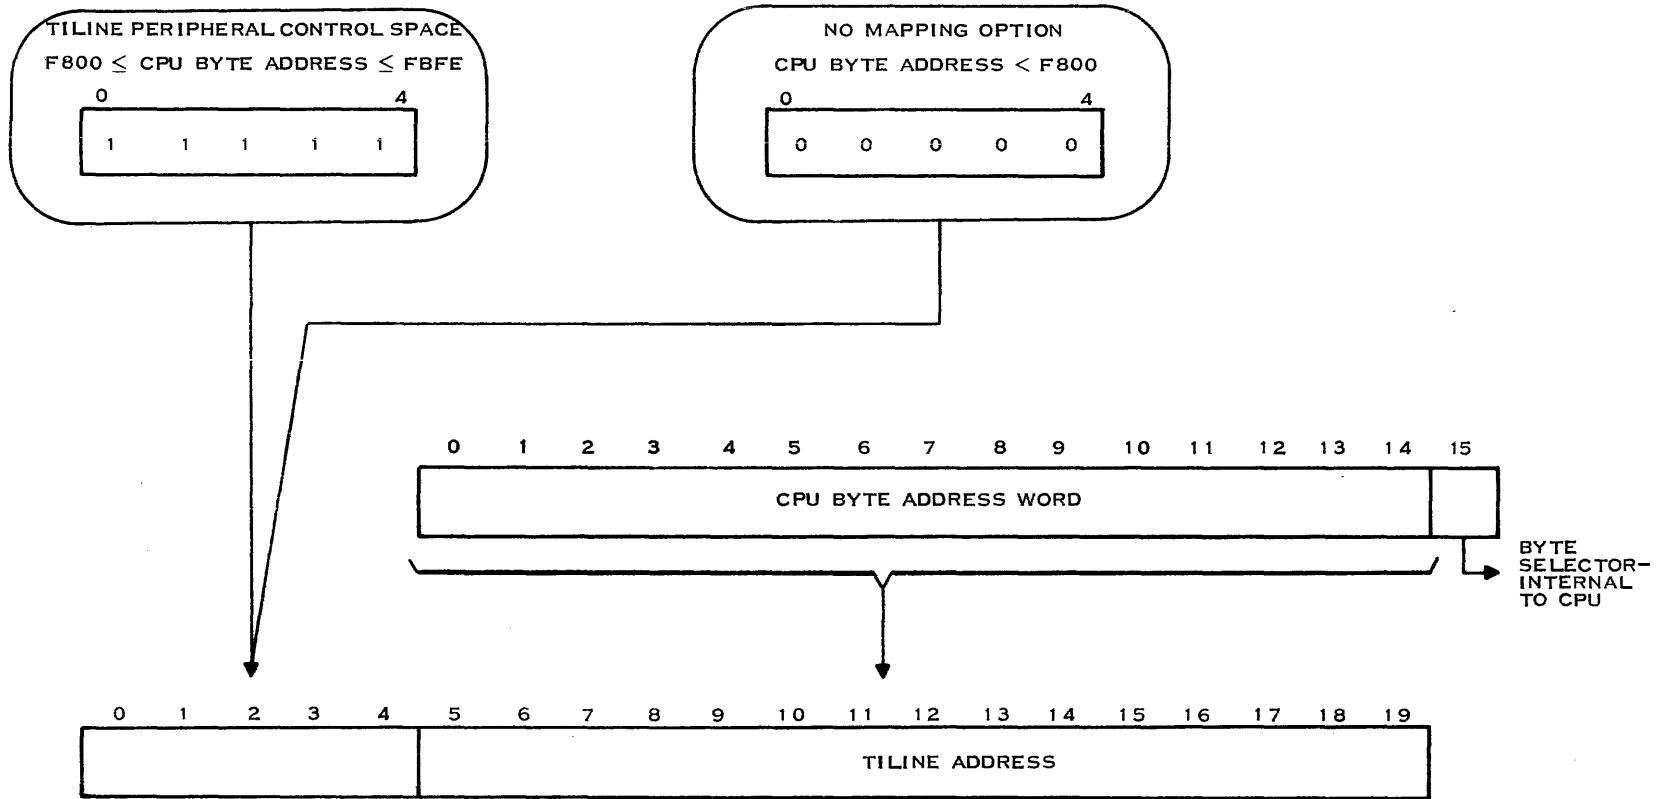 TILINE PERIPHERAL CONTROL SPACE
F800 ≤ CPU BYTE ADDRESS ≤ FBFE
0 4
1 1 1 1 1
NO MAPPING OPTION
CPU BYTE ADDRESS < F800
0 4
0 0 0 0 0
0 1 2 3 4 5 6 7 8 9 10 11 12 13 14 15
CPU BYTE ADDRESS WORD
BYTE
SELECTOR–
INTERNAL
TO CPU
0 1 2 3 4 5 6 7 8 9 10 11 12 13 14 15 16 17 18 19
TILINE ADDRESS